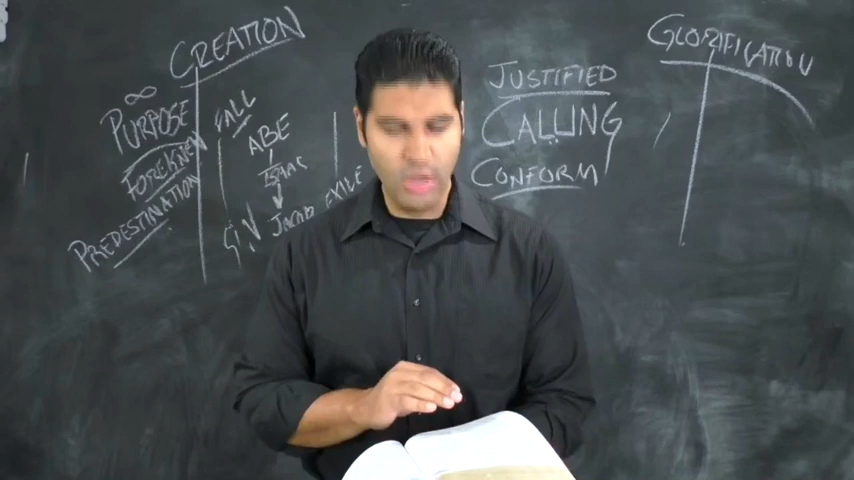 CREATION
∞
PURPOSE
FOREKNEW
PREDESTINATION
FALL
ABE
ISAAC
JACOB
EXILE
JUSTIFIED
CALLING
CONFORM
GLORIFICATION